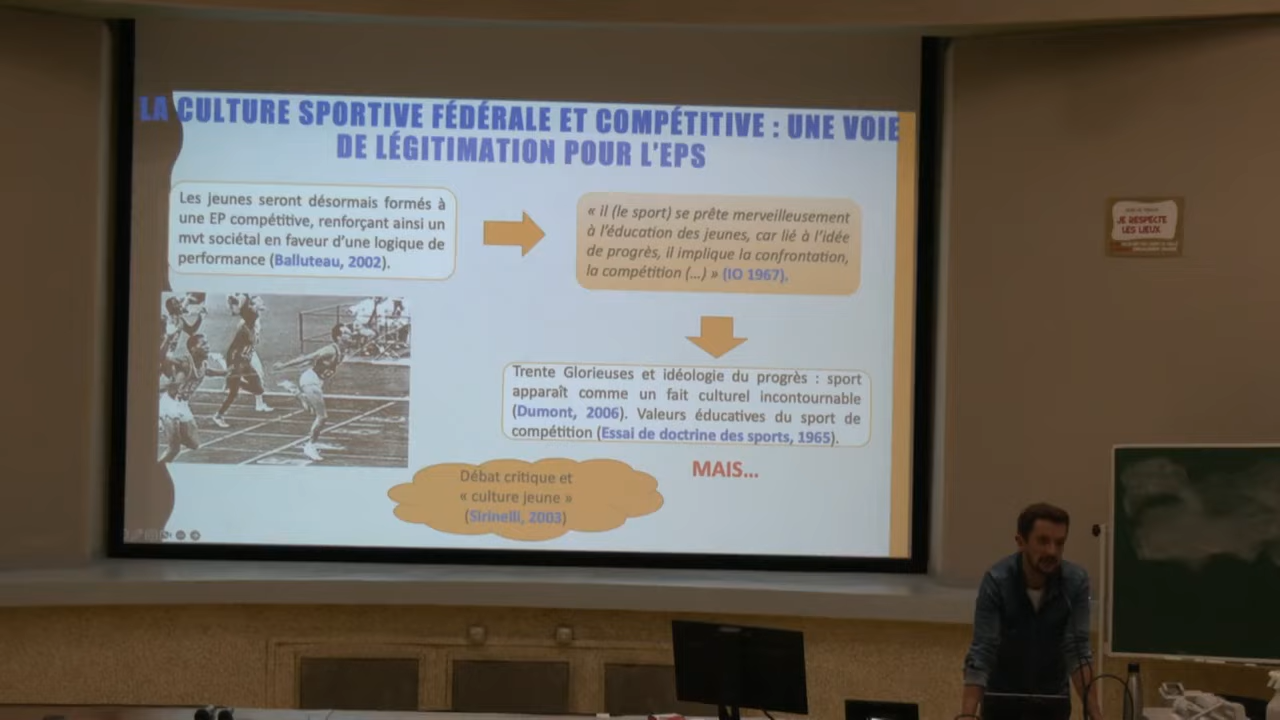 LA CULTURE SPORTIVE FÉDÉRALE ET COMPÉTITIVE : UNE VOIE
DE LÉGITIMATION POUR L'EPS
Les jeunes seront désormais formés à
une EP compétitive, renforçant ainsi un
mvt sociétal en faveur d'une logique de
performance (Balluteau, 2002).
« il (le sport) se prête merveilleusement
à l'éducation des jeunes, car lié à l'idée
de progrès, il implique la confrontation,
la compétition (...) » (IO 1967).
Trente Glorieuses et idéologie du progrès : sport
apparaît comme un fait culturel incontournable
(Dumont, 2006). Valeurs éducatives du sport de
compétition (Essai de doctrine des sports, 1965).
MAIS...
Débat critique et
« culture jeune »
(Sirinelli, 2003)
JE RESPECTE
LES LIEUX